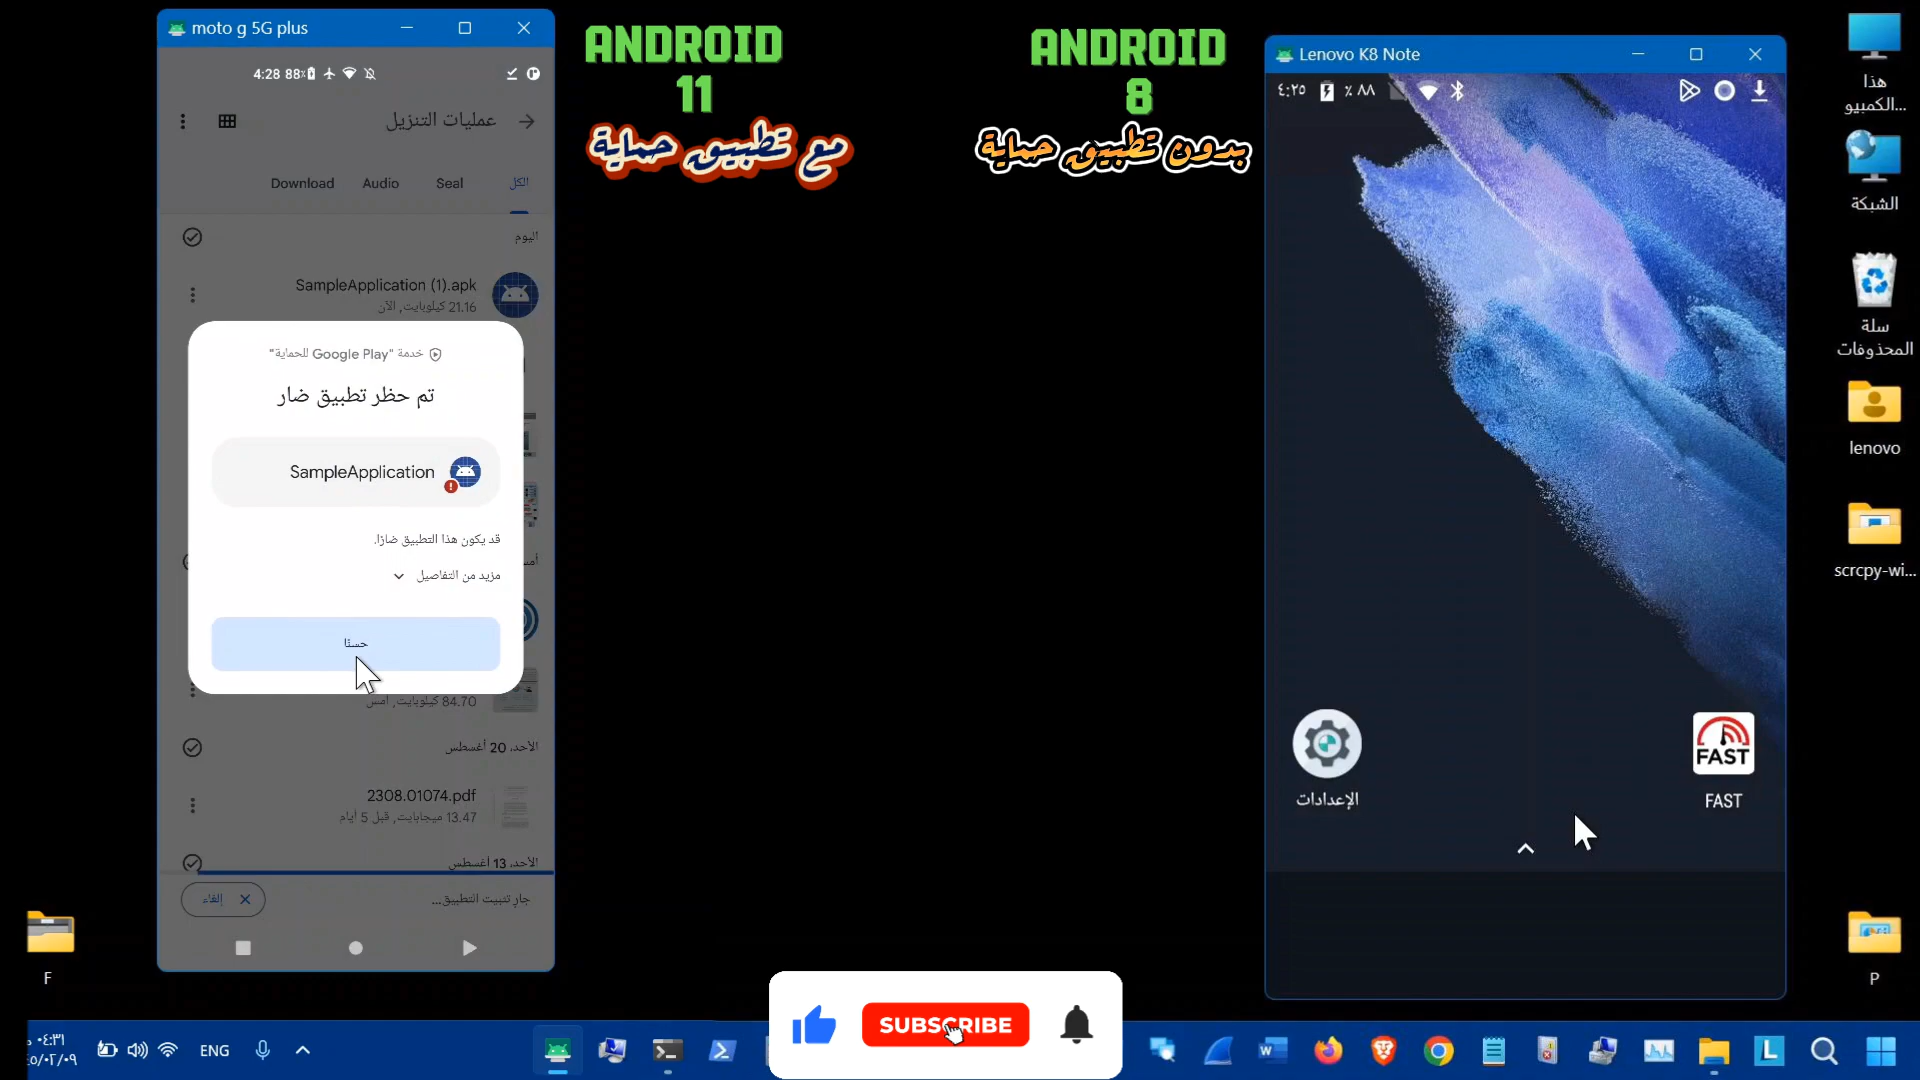 moto g 5G plus
4:28 88%
عمليات التنزيل
الكل
Seal
Audio
Download
اليوم
SampleApplication (1).apk
21.16 كيلوبايت, الآن
خدمة "Google Play للحماية"
تم حظر تطبيق ضار
SampleApplication
قد يكون هذا التطبيق ضارًا.
مزيد من التفاصيل
حسنًا
84.70 كيلوبايت, أمس
الأحد، 20 أغسطس
2308.01074.pdf
13.47 ميجابايت, قبل 5 أيام
الأحد، 13 أغسطس
جارٍ تثبيت التطبيق...
إلغاء
ANDROID
11
مع تطبيق حماية
ANDROID
8
بدون تطبيق حماية
Lenovo K8 Note
٤:٢٥
٨٨ ٪
الإعدادات
FAST
FAST
هذا
الكمبيو...
الشبكة
سلة
المحذوفات
lenovo
scrcpy-wi...
P
F
SUBSCRIBE
ENG